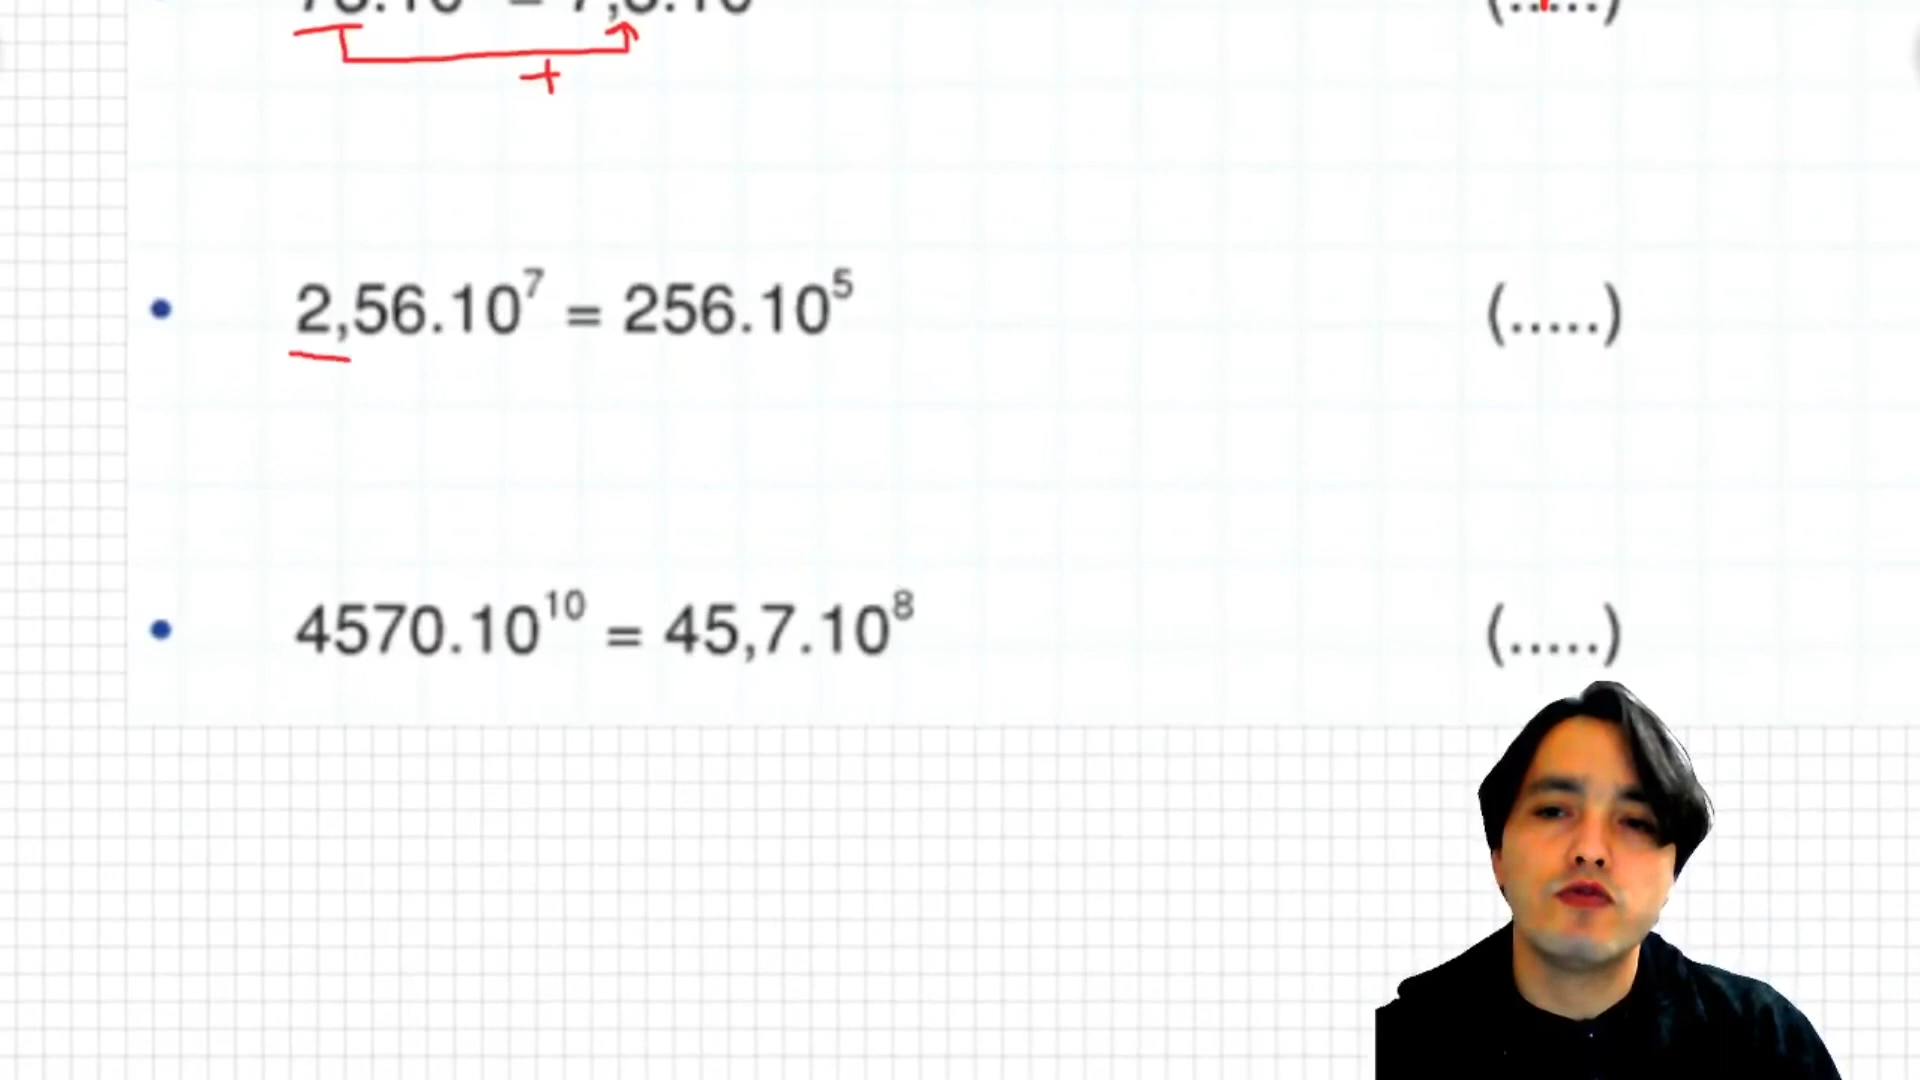 (.....)
+
• 2,56.10⁷ = 256.10⁵ (.....)
• 4570.10¹⁰ = 45,7.10⁸ (.....)